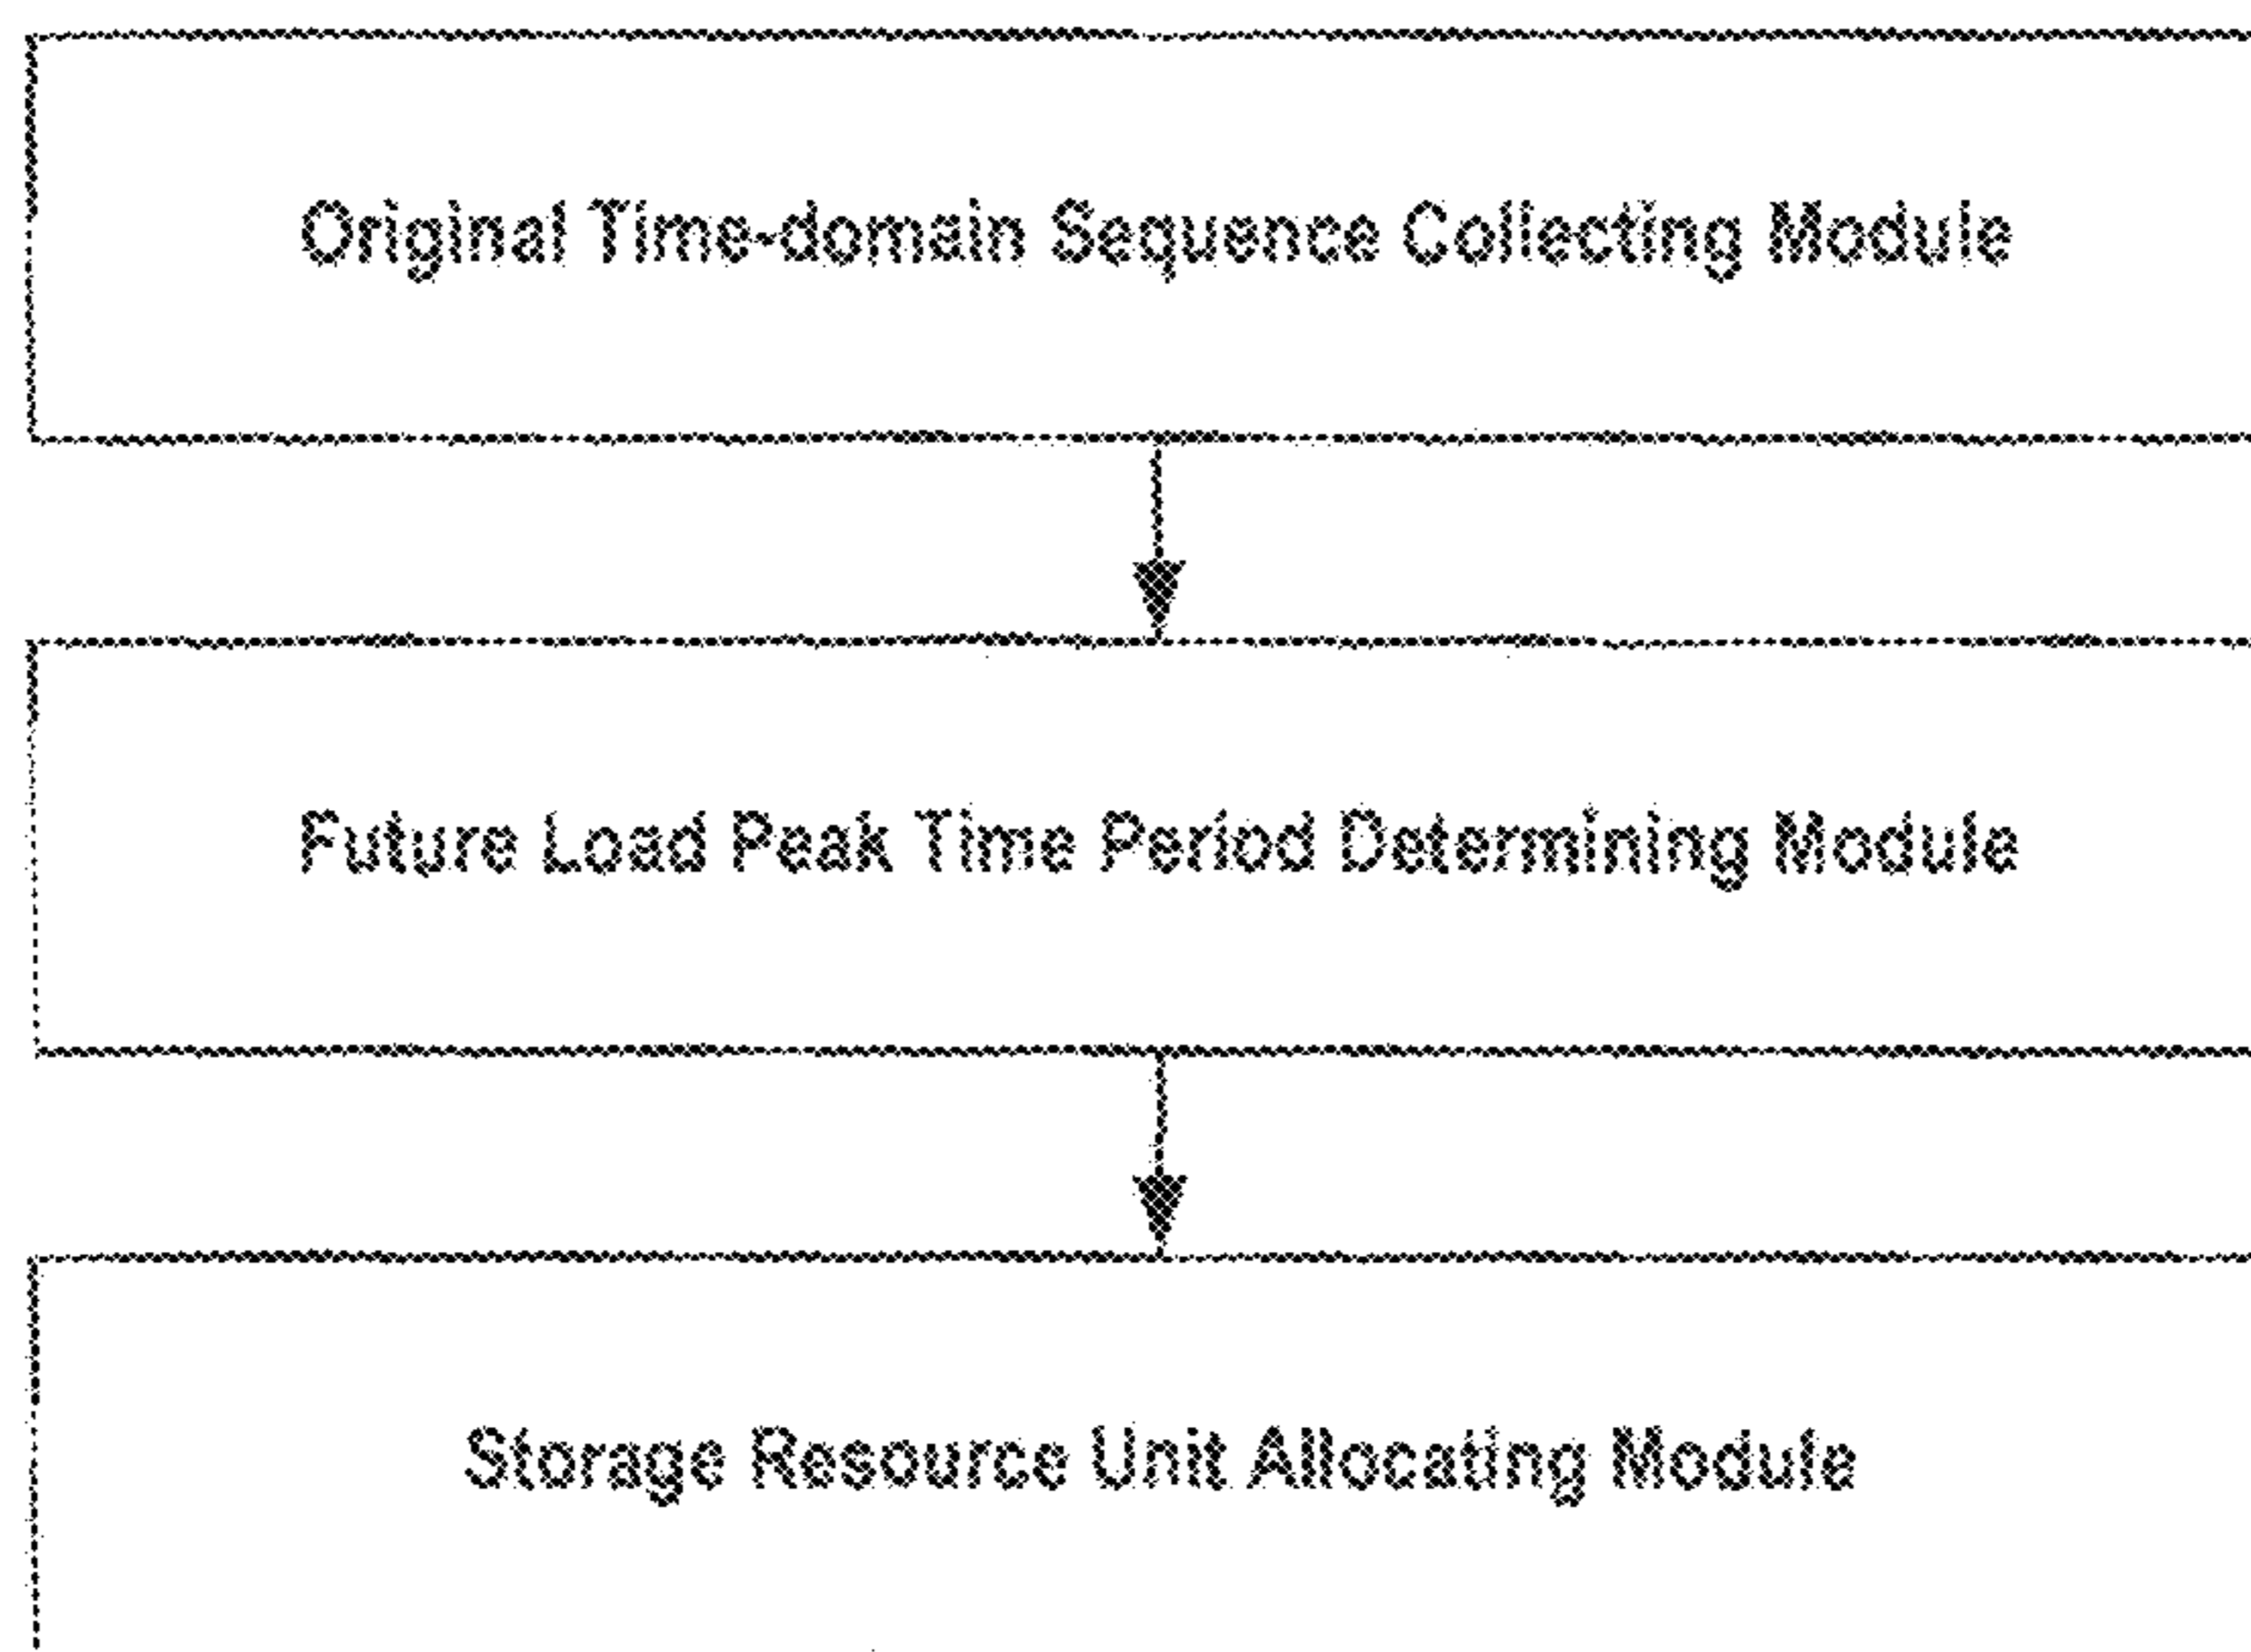 Original Time-domain Sequence Collecting Module
Future Load Peak Time Period Determining Module
Storage Resource Unit Allocating Module